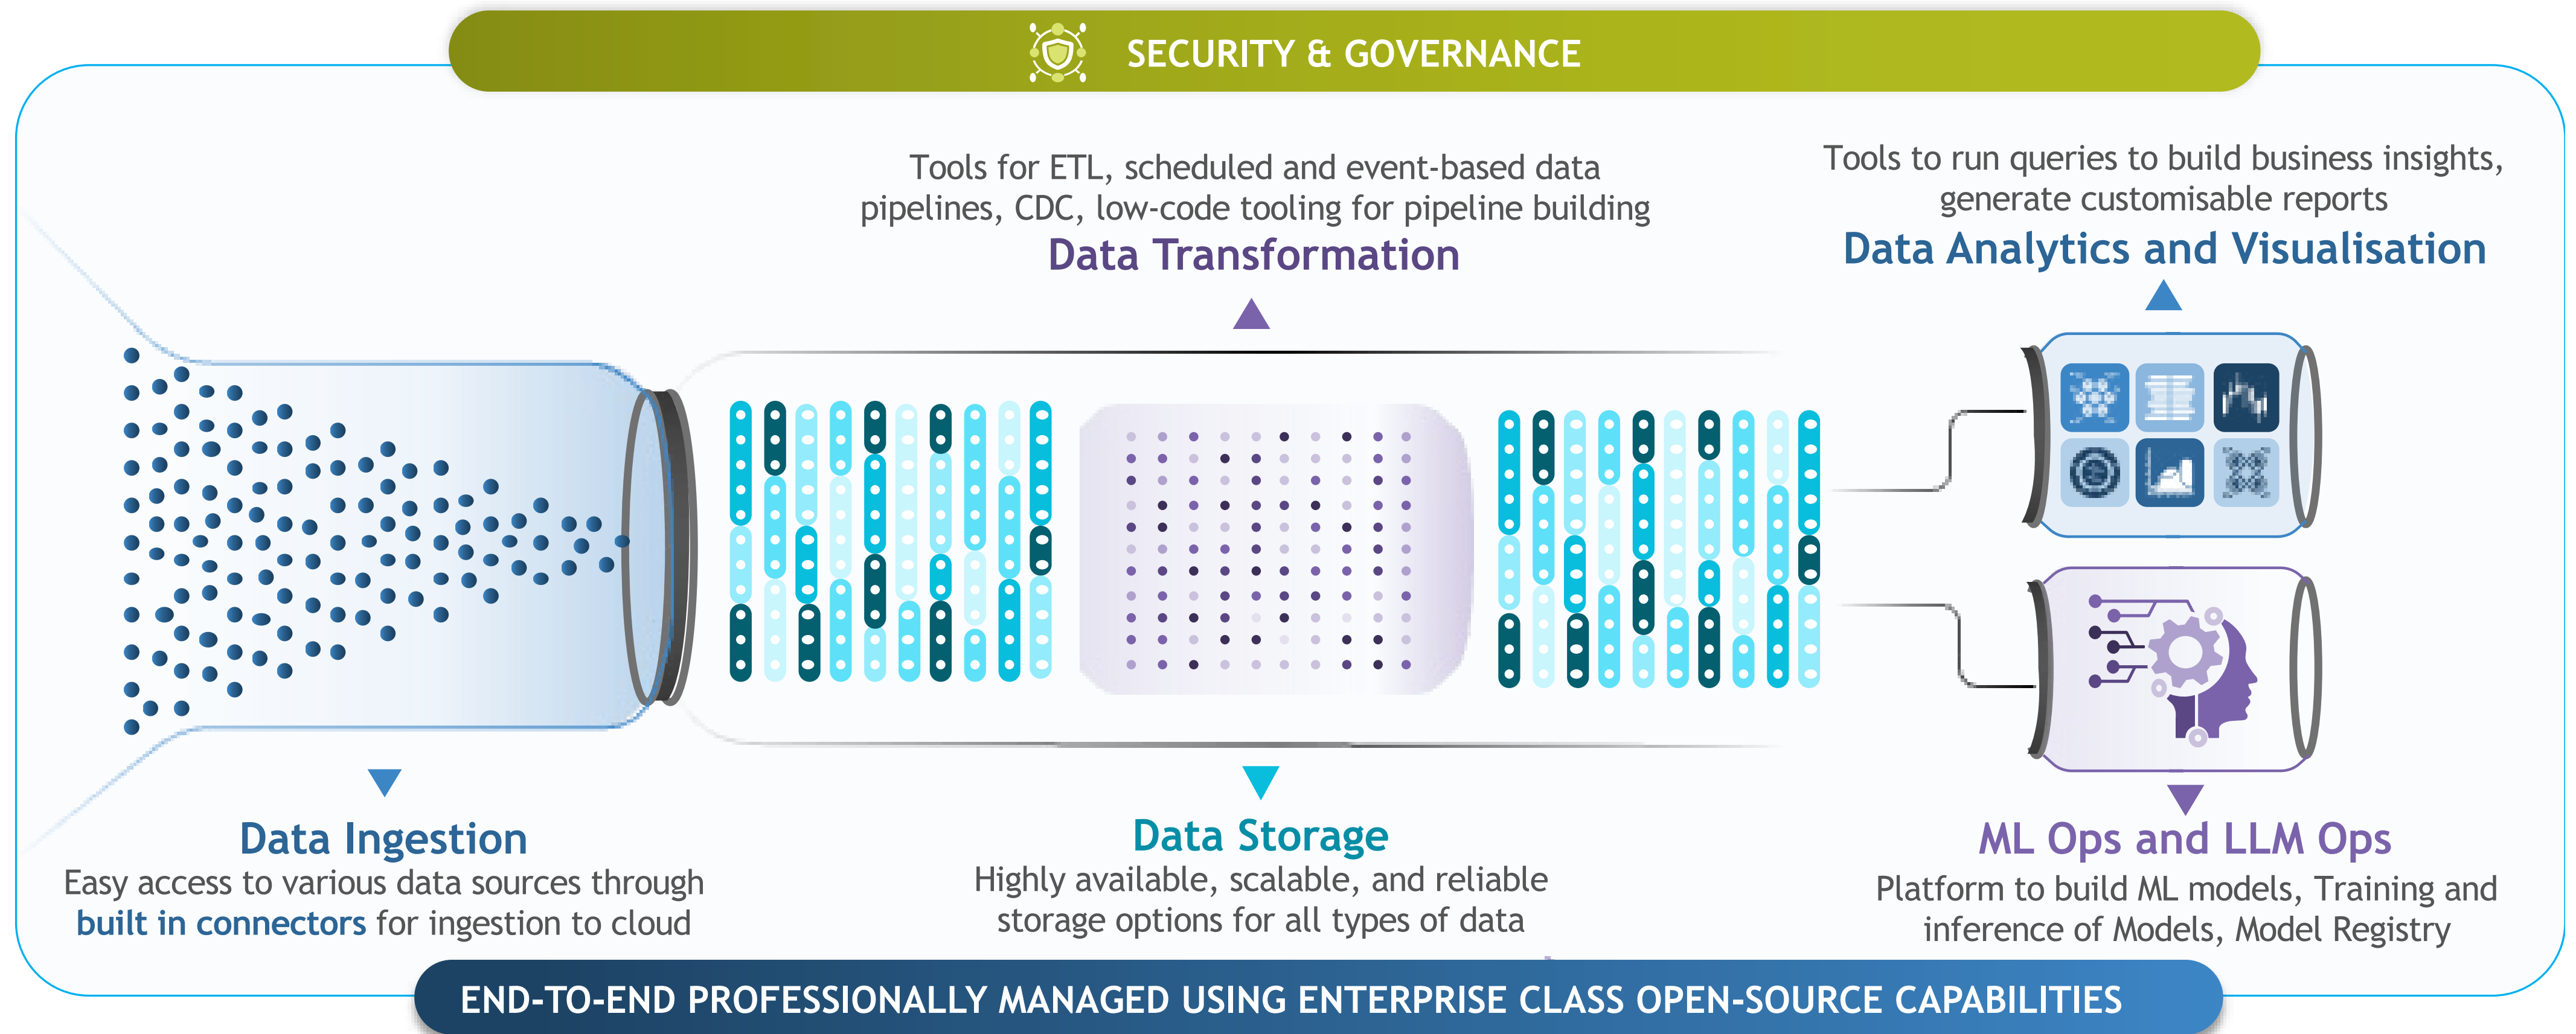 SECURITY & GOVERNANCE
Tools for ETL, scheduled and event-based data
pipelines, CDC, low-code tooling for pipeline building
Data Transformation
Tools to run queries to build business insights,
generate customisable reports
Data Analytics and Visualisation
Data Ingestion
Easy access to various data sources through
built in connectors for ingestion to cloud
Data Storage
Highly available, scalable, and reliable
storage options for all types of data
ML Ops and LLM Ops
Platform to build ML models, Training and
inference of Models, Model Registry
END-TO-END PROFESSIONALLY MANAGED USING ENTERPRISE CLASS OPEN-SOURCE CAPABILITIES